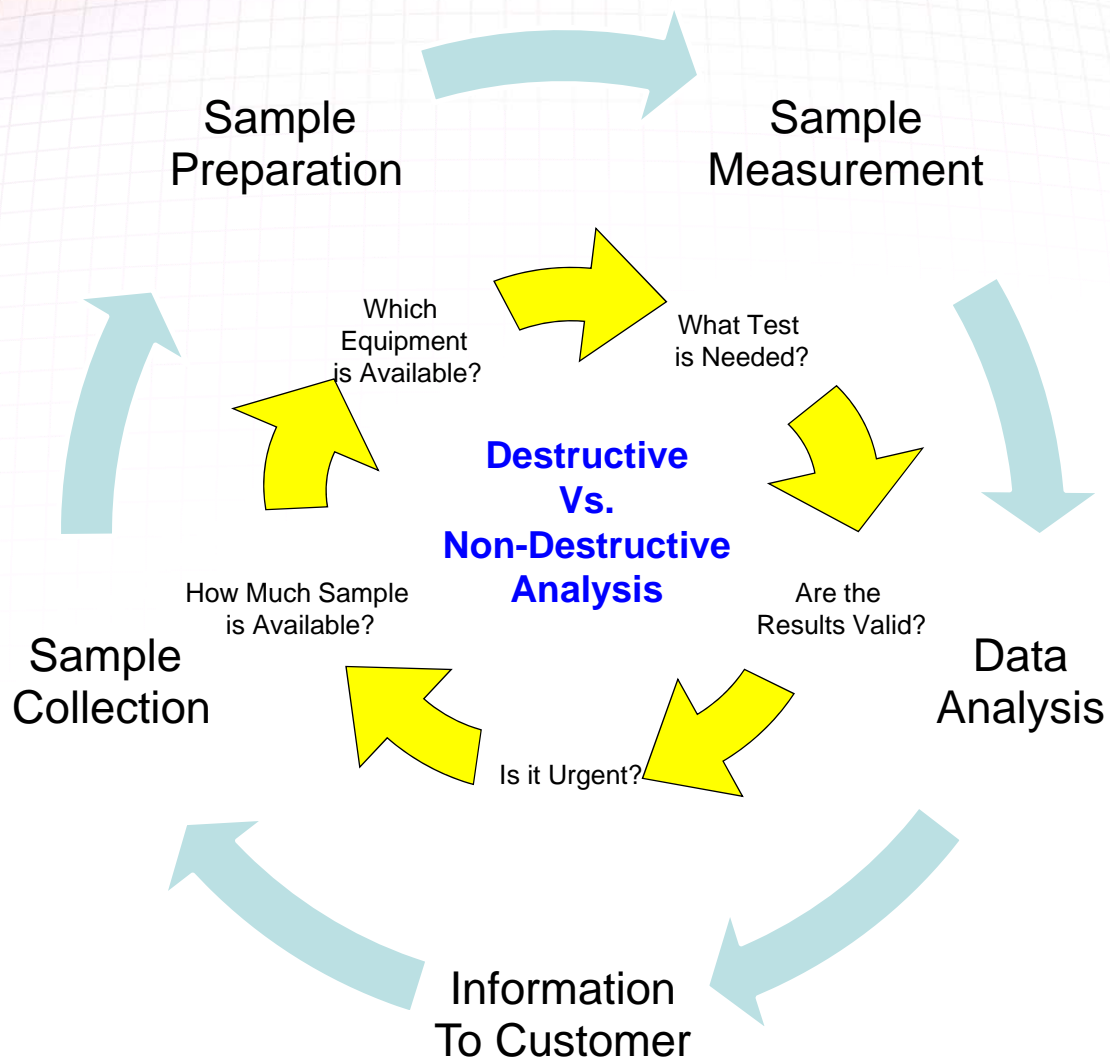 Sample
Preparation
Sample
Measurement
Which
Equipment
is Available?
What Test
is Needed?
Destructive
Vs.
Non-Destructive
Analysis
How Much Sample
is Available?
Are the
Results Valid?
Sample
Collection
Data
Analysis
Is it Urgent?
Information
To Customer